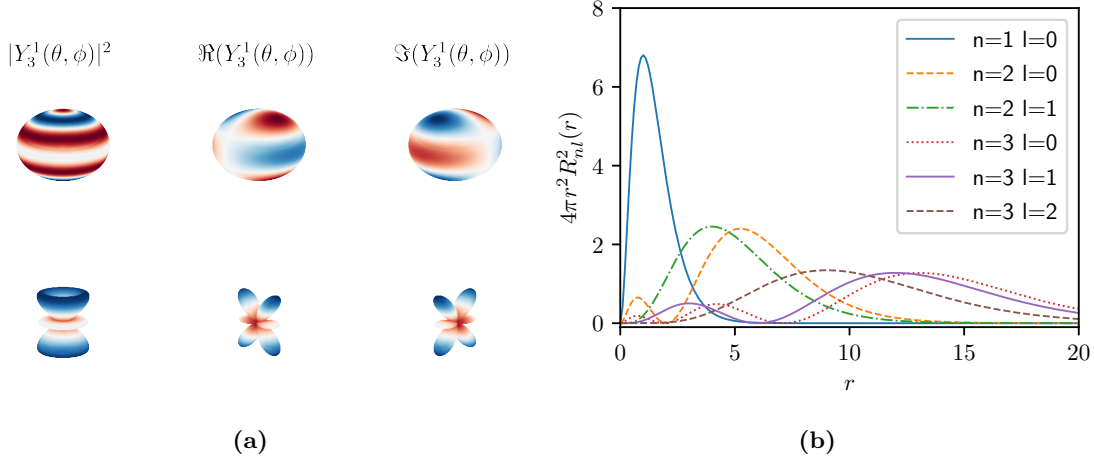 |Y_3^1(θ, ϕ)|^2
ℜ(Y_3^1(θ, ϕ))
ℑ(Y_3^1(θ, ϕ))
(a)
4πr^2R_{nl}^2(r)
8
6
4
2
0
0
5
10
15
20
r
n=1 l=0
n=2 l=0
n=2 l=1
n=3 l=0
n=3 l=1
n=3 l=2
(b)